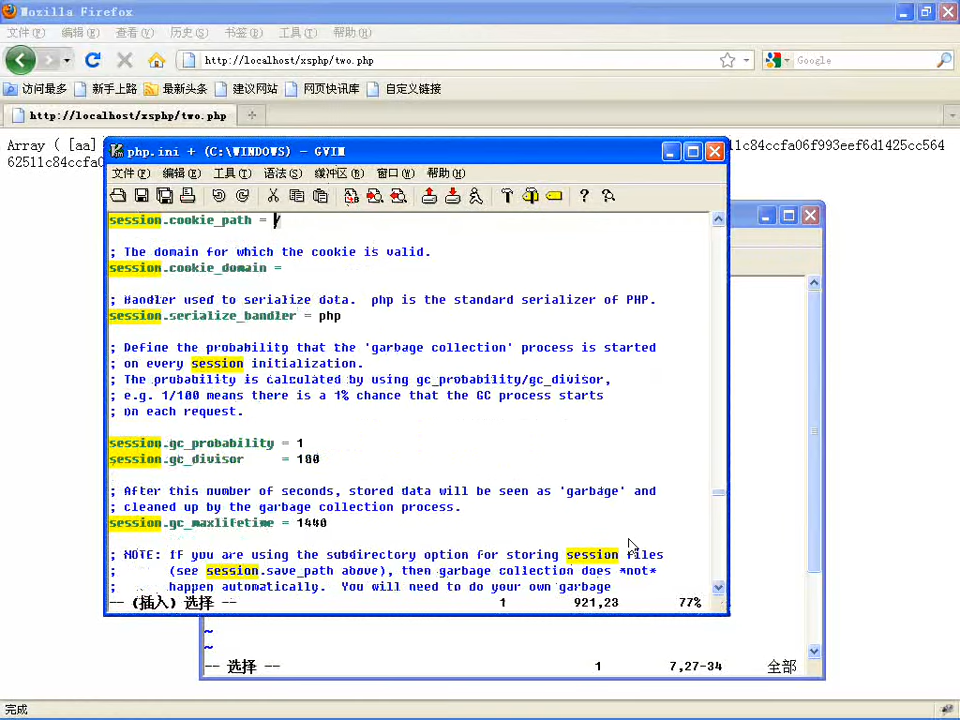 Mozilla Firefox
文件(F) 编辑(E) 查看(V) 历史(S) 书签(B) 工具(T) 帮助(H)
http://localhost/xsphp/two.php
Google
访问最多 新手上路 最新头条 建议网站 网页快讯库 自定义链接
http://localhost/xsphp/two.php
Array ( [aa] 1lc84ccfa06f993eef6d1425cc564
62511c84ccfa0
php.ini + (C:\WINDOWS) - GVIM
文件(F) 编辑(E) 工具(T) 语法(S) 缓冲区(B) 窗口(W) 帮助(H)
session.cookie_path = /
; The domain for which the cookie is valid.
session.cookie_domain =
; Handler used to serialize data.  php is the standard serializer of PHP.
session.serialize_handler = php
; Define the probability that the 'garbage collection' process is started
; on every session initialization.
; The probability is calculated by using gc_probability/gc_divisor,
; e.g. 1/100 means there is a 1% chance that the GC process starts
; on each request.
session.gc_probability = 1
session.gc_divisor     = 100
; After this number of seconds, stored data will be seen as 'garbage' and
; cleaned up by the garbage collection process.
session.gc_maxlifetime = 1440
; NOTE: If you are using the subdirectory option for storing session files
;       (see session.save_path above), then garbage collection does *not*
;       happen automatically.  You will need to do your own garbage
-- (插入) 选择 -- 1 921,23 77%
~
~
-- 选择 -- 1 7,27-34 全部
完成